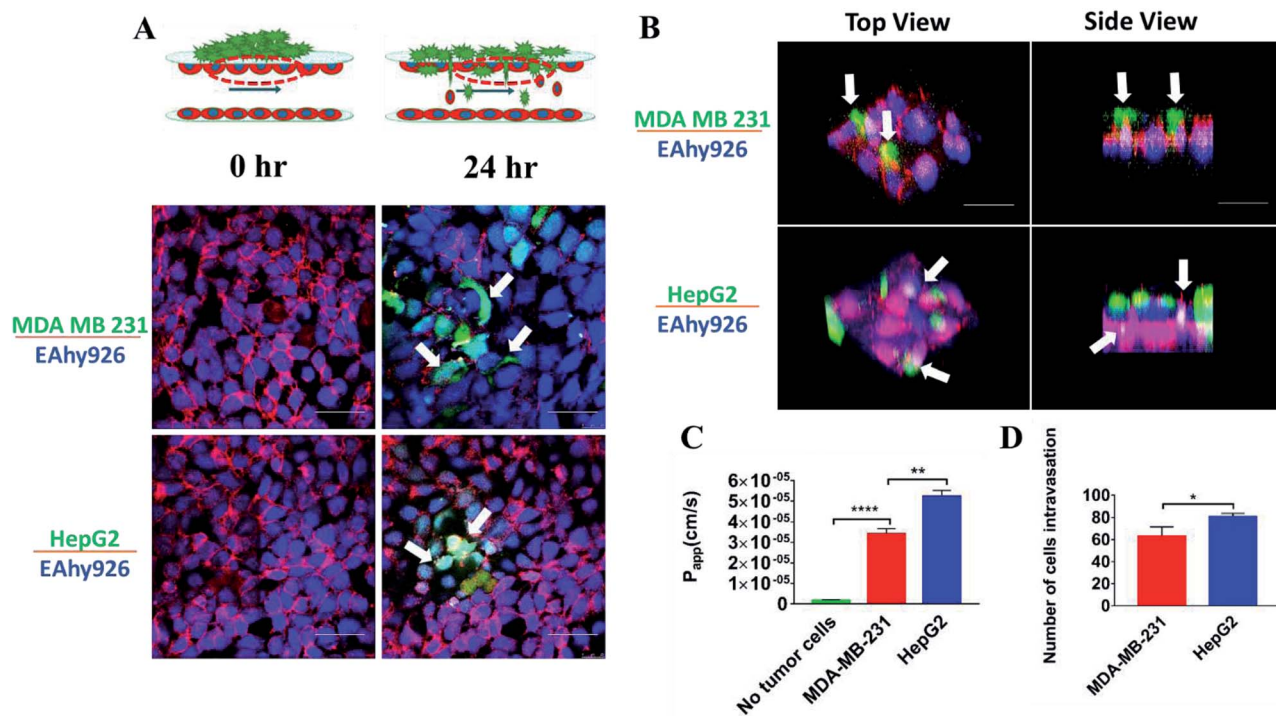 A
0 hr
24 hr
MDA MB 231
EAhy926
HepG2
EAhy926
B
Top View
Side View
MDA MB 231
EAhy926
HepG2
EAhy926
C
P_app(cm/s)
6×10^-05
5×10^-05
4×10^-05
3×10^-05
2×10^-05
1×10^-05
0
****
**
No tumor cells
MDA-MB-231
HepG2
D
Number of cells intravasation
100
80
60
40
20
0
*
MDA-MB-231
HepG2